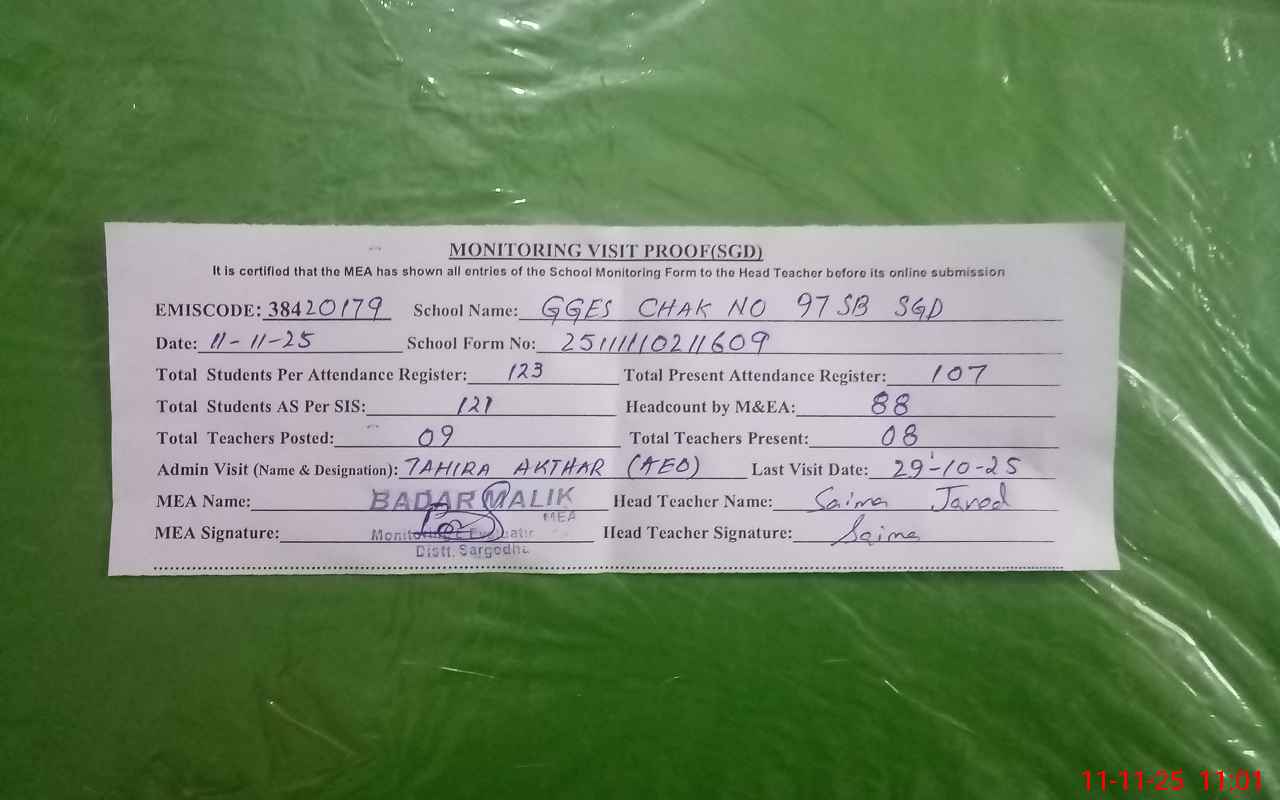 MONITORING VISIT PROOF(SGD)
It is certified that the MEA has shown all entries of the School Monitoring Form to the Head Teacher before its online submission
EMISCODE: 38420179 School Name: GGES CHAK NO 97 SB SGD
Date: 11-11-25 School Form No: 25111110211609
Total Students Per Attendance Register: 123 Total Present Attendance Register: 107
Total Students AS Per SIS: 121 Headcount by M&EA: 88
Total Teachers Posted: 09 Total Teachers Present: 08
Admin Visit (Name & Designation): TAHIRA AKTHAR (AEO) Last Visit Date: 29-10-25
MEA Name: BADAR MALIK Head Teacher Name: Saima Javed
MEA
MEA Signature: Head Teacher Signature: Saima
Distt. Sargodha
11-11-25 11:01